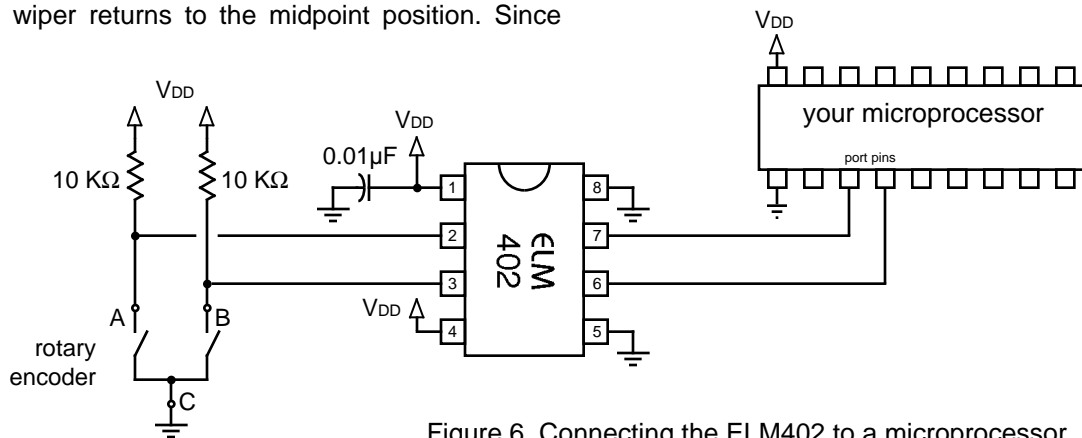 wiper returns to the midpoint position. Since
VDD
your microprocessor
port pins
VDD
VDD
0.01µF
10 KΩ
10 KΩ
1
2
3
4
8
7
6
5
ELM
402
VDD
A
B
rotary
encoder
C
Figure 6. Connecting the ELM402 to a microprocessor